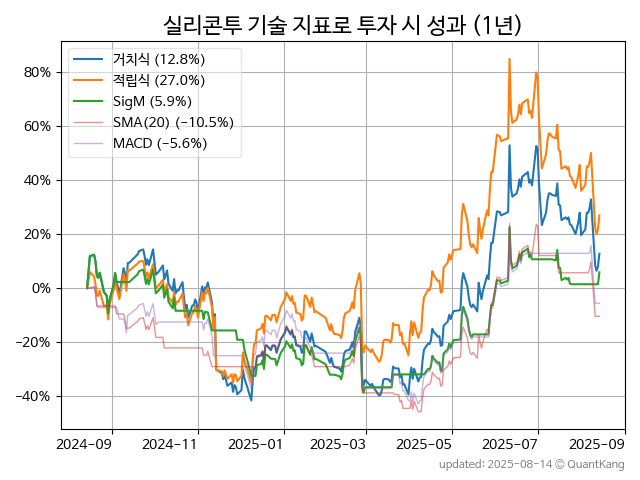 실리콘투 기술 지표로 투자 시 성과 (1년)
거치식 (12.8%)
적립식 (27.0%)
SigM (5.9%)
SMA(20) (−10.5%)
MACD (−5.6%)
80%
60%
40%
20%
0%
−20%
−40%
2024-09 2024-11 2025-01 2025-03 2025-05 2025-07 2025-09
updated: 2025-08-14 © QuantKang